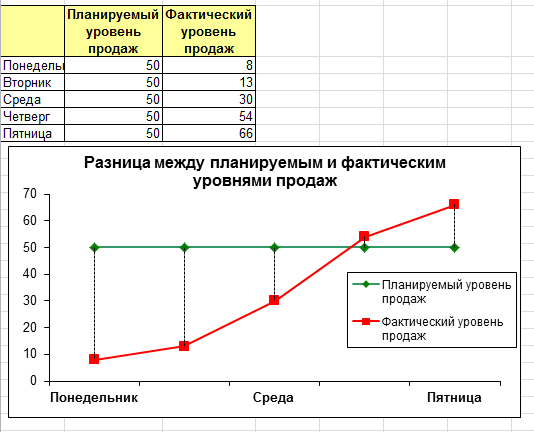 Планируемый уровень продаж Фактический уровень продаж
Понедель 50 8
Вторник 50 13
Среда 50 30
Четверг 50 54
Пятница 50 66
Разница между планируемым и фактическим
уровнями продаж
70
60
50
40
30
20
10
0
Понедельник Среда Пятница
Планируемый уровень
продаж
Фактический уровень
продаж